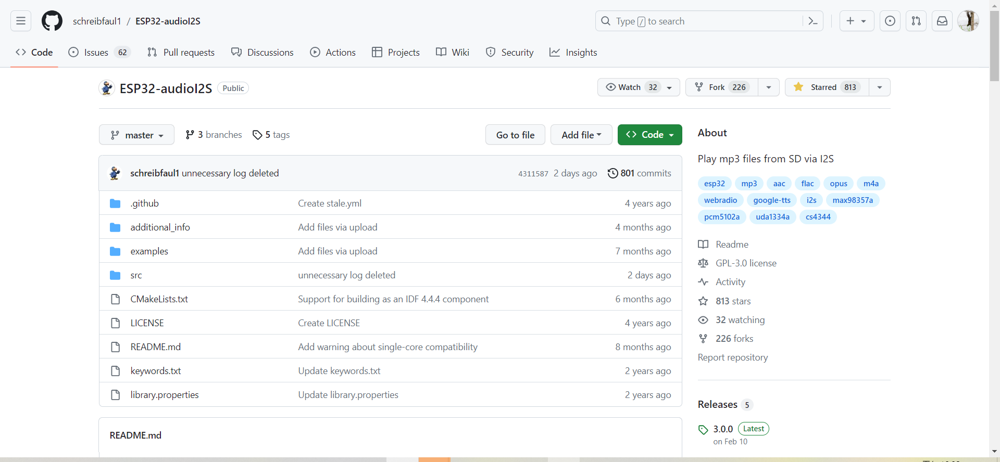 schreibfaul1 / ESP32-audioI2S
Type / to search
Code
Issues 62
Pull requests
Discussions
Actions
Projects
Wiki
Security
Insights
ESP32-audioI2S Public
Watch 32
Fork 226
Starred 813
master
3 branches
5 tags
Go to file
Add file
Code
schreibfaul1 unnecessary log deleted 4311587 2 days ago 801 commits
.github Create stale.yml 4 years ago
additional_info Add files via upload 4 months ago
examples Add files via upload 7 months ago
src unnecessary log deleted 2 days ago
CMakeLists.txt Support for building as an IDF 4.4.4 component 6 months ago
LICENSE Create LICENSE 4 years ago
README.md Add warning about single-core compatibility 8 months ago
keywords.txt Update keywords.txt 2 years ago
library.properties Update library.properties 2 years ago
README.md
About
Play mp3 files from SD via I2S
esp32 mp3 aac flac opus m4a
webradio google-tts i2s max98357a
pcm5102a uda1334a cs4344
Readme
GPL-3.0 license
Activity
813 stars
32 watching
226 forks
Report repository
Releases 5
3.0.0 Latest
on Feb 10